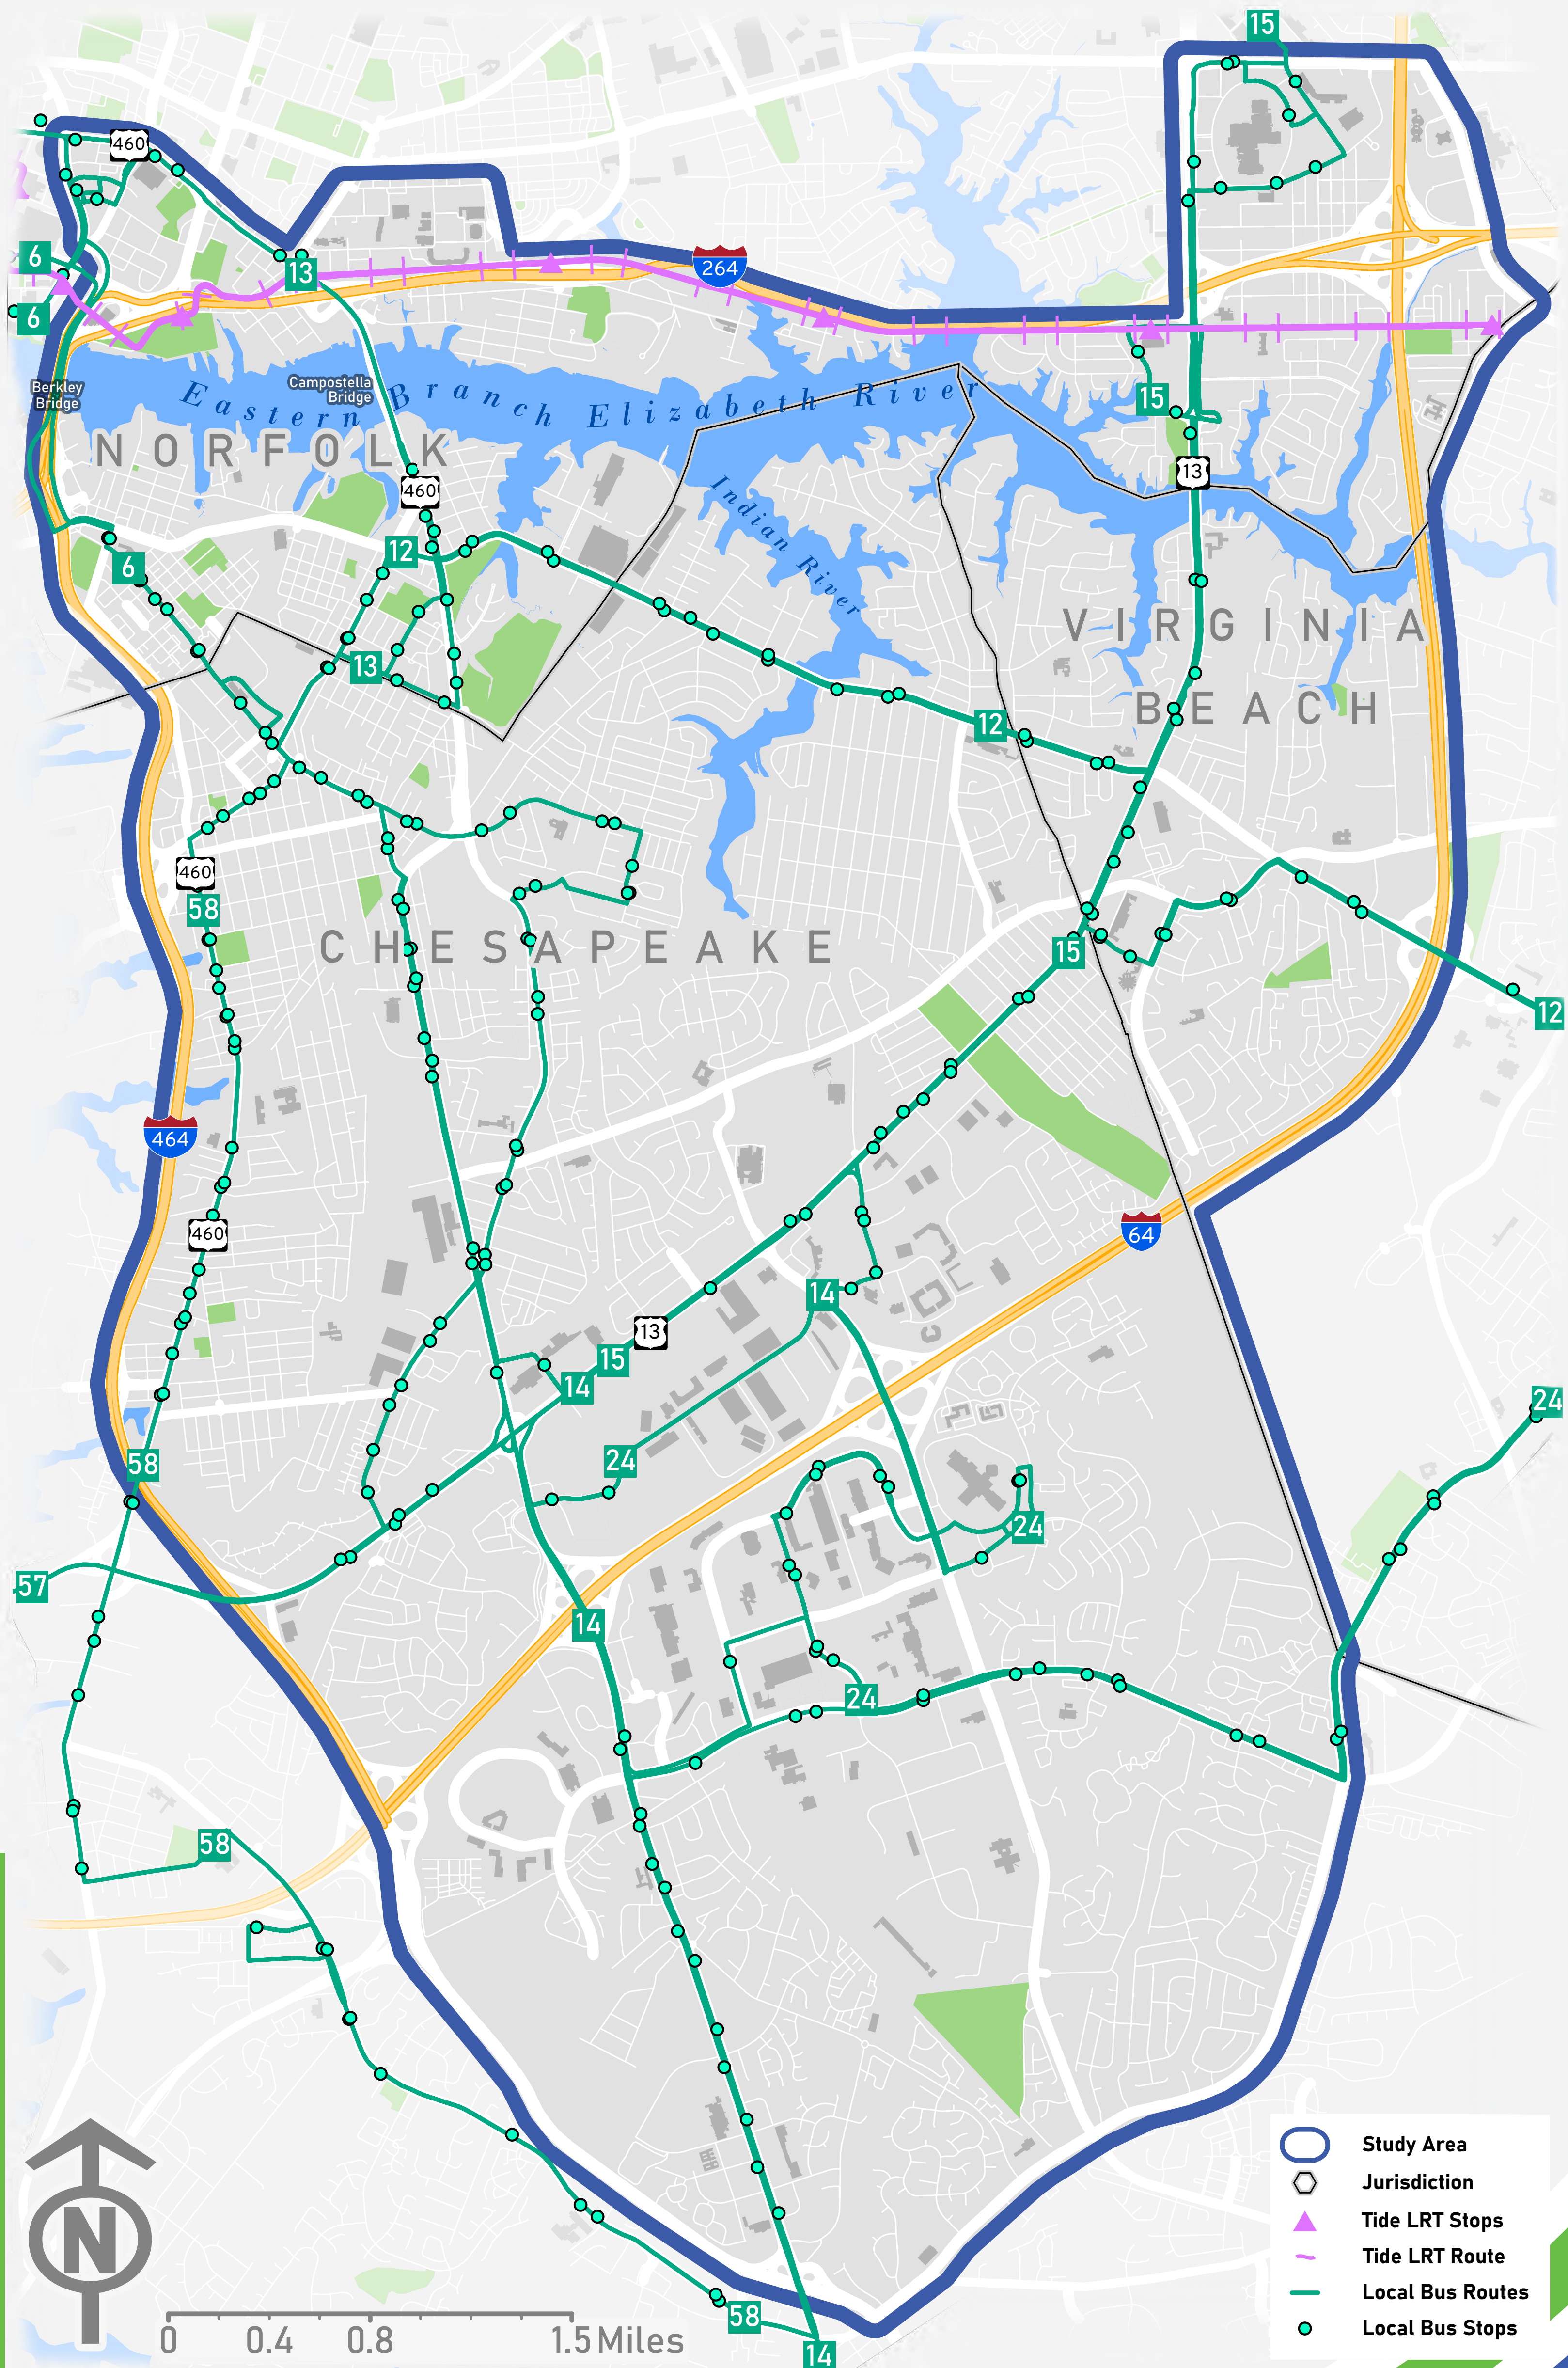 15
460
6
13
264
6
Berkley
Bridge
Campostella
Bridge
Eastern Branch Elizabeth River
15
NORFOLK
13
460
Indian River
12
6
VIRGINIA
13
BEACH
12
460
58
CHESAPEAKE
15
12
464
460
64
14
13
15
14
24
58
24
24
57
14
24
58
Study Area
Jurisdiction
Tide LRT Stops
Tide LRT Route
Local Bus Routes
Local Bus Stops
N
58
0 0.4 0.8 1.5 Miles
14